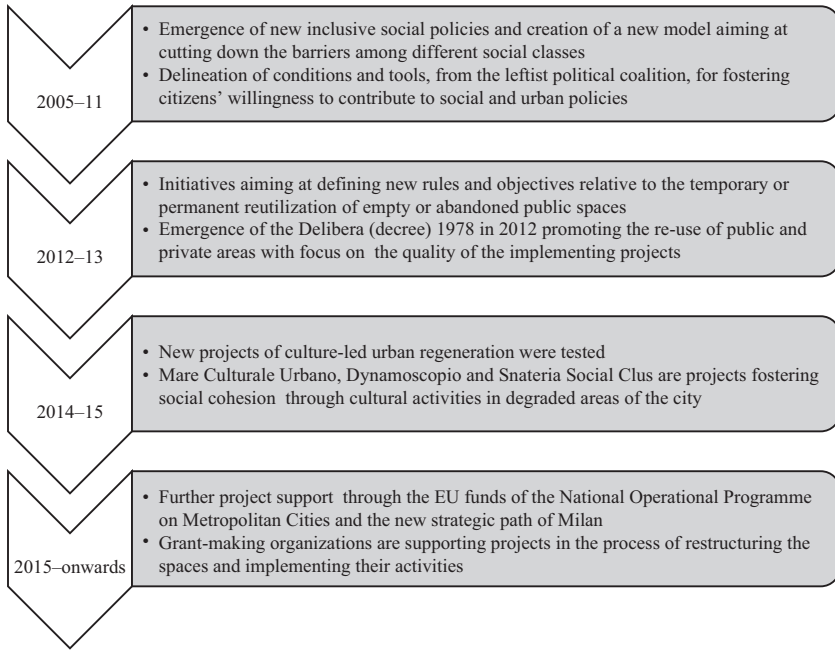 • Emergence of new inclusive social policies and creation of a new model aiming at
cutting down the barriers among different social classes
• Delineation of conditions and tools, from the leftist political coalition, for fostering
citizens’ willingness to contribute to social and urban policies
2005–11
• Initiatives aiming at defining new rules and objectives relative to the temporary or
permanent reutilization of empty or abandoned public spaces
• Emergence of the Delibera (decree) 1978 in 2012 promoting the re-use of public and
private areas with focus on the quality of the implementing projects
2012–13
• New projects of culture-led urban regeneration were tested
• Mare Culturale Urbano, Dynamoscopio and Snateria Social Clus are projects fostering
social cohesion through cultural activities in degraded areas of the city
2014–15
• Further project support through the EU funds of the National Operational Programme
on Metropolitan Cities and the new strategic path of Milan
• Grant-making organizations are supporting projects in the process of restructuring the
spaces and implementing their activities
2015–onwards